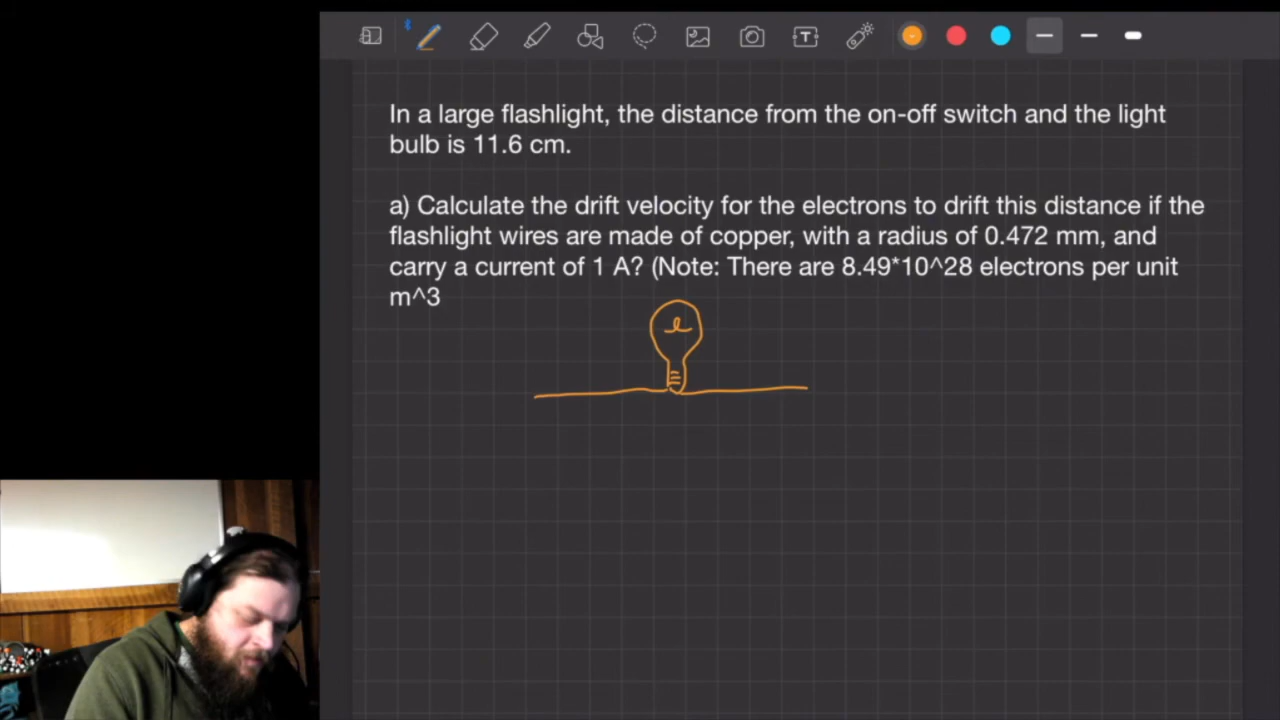 In a large flashlight, the distance from the on-off switch and the light
bulb is 11.6 cm.
a) Calculate the drift velocity for the electrons to drift this distance if the
flashlight wires are made of copper, with a radius of 0.472 mm, and
carry a current of 1 A? (Note: There are 8.49*10^28 electrons per unit
m^3